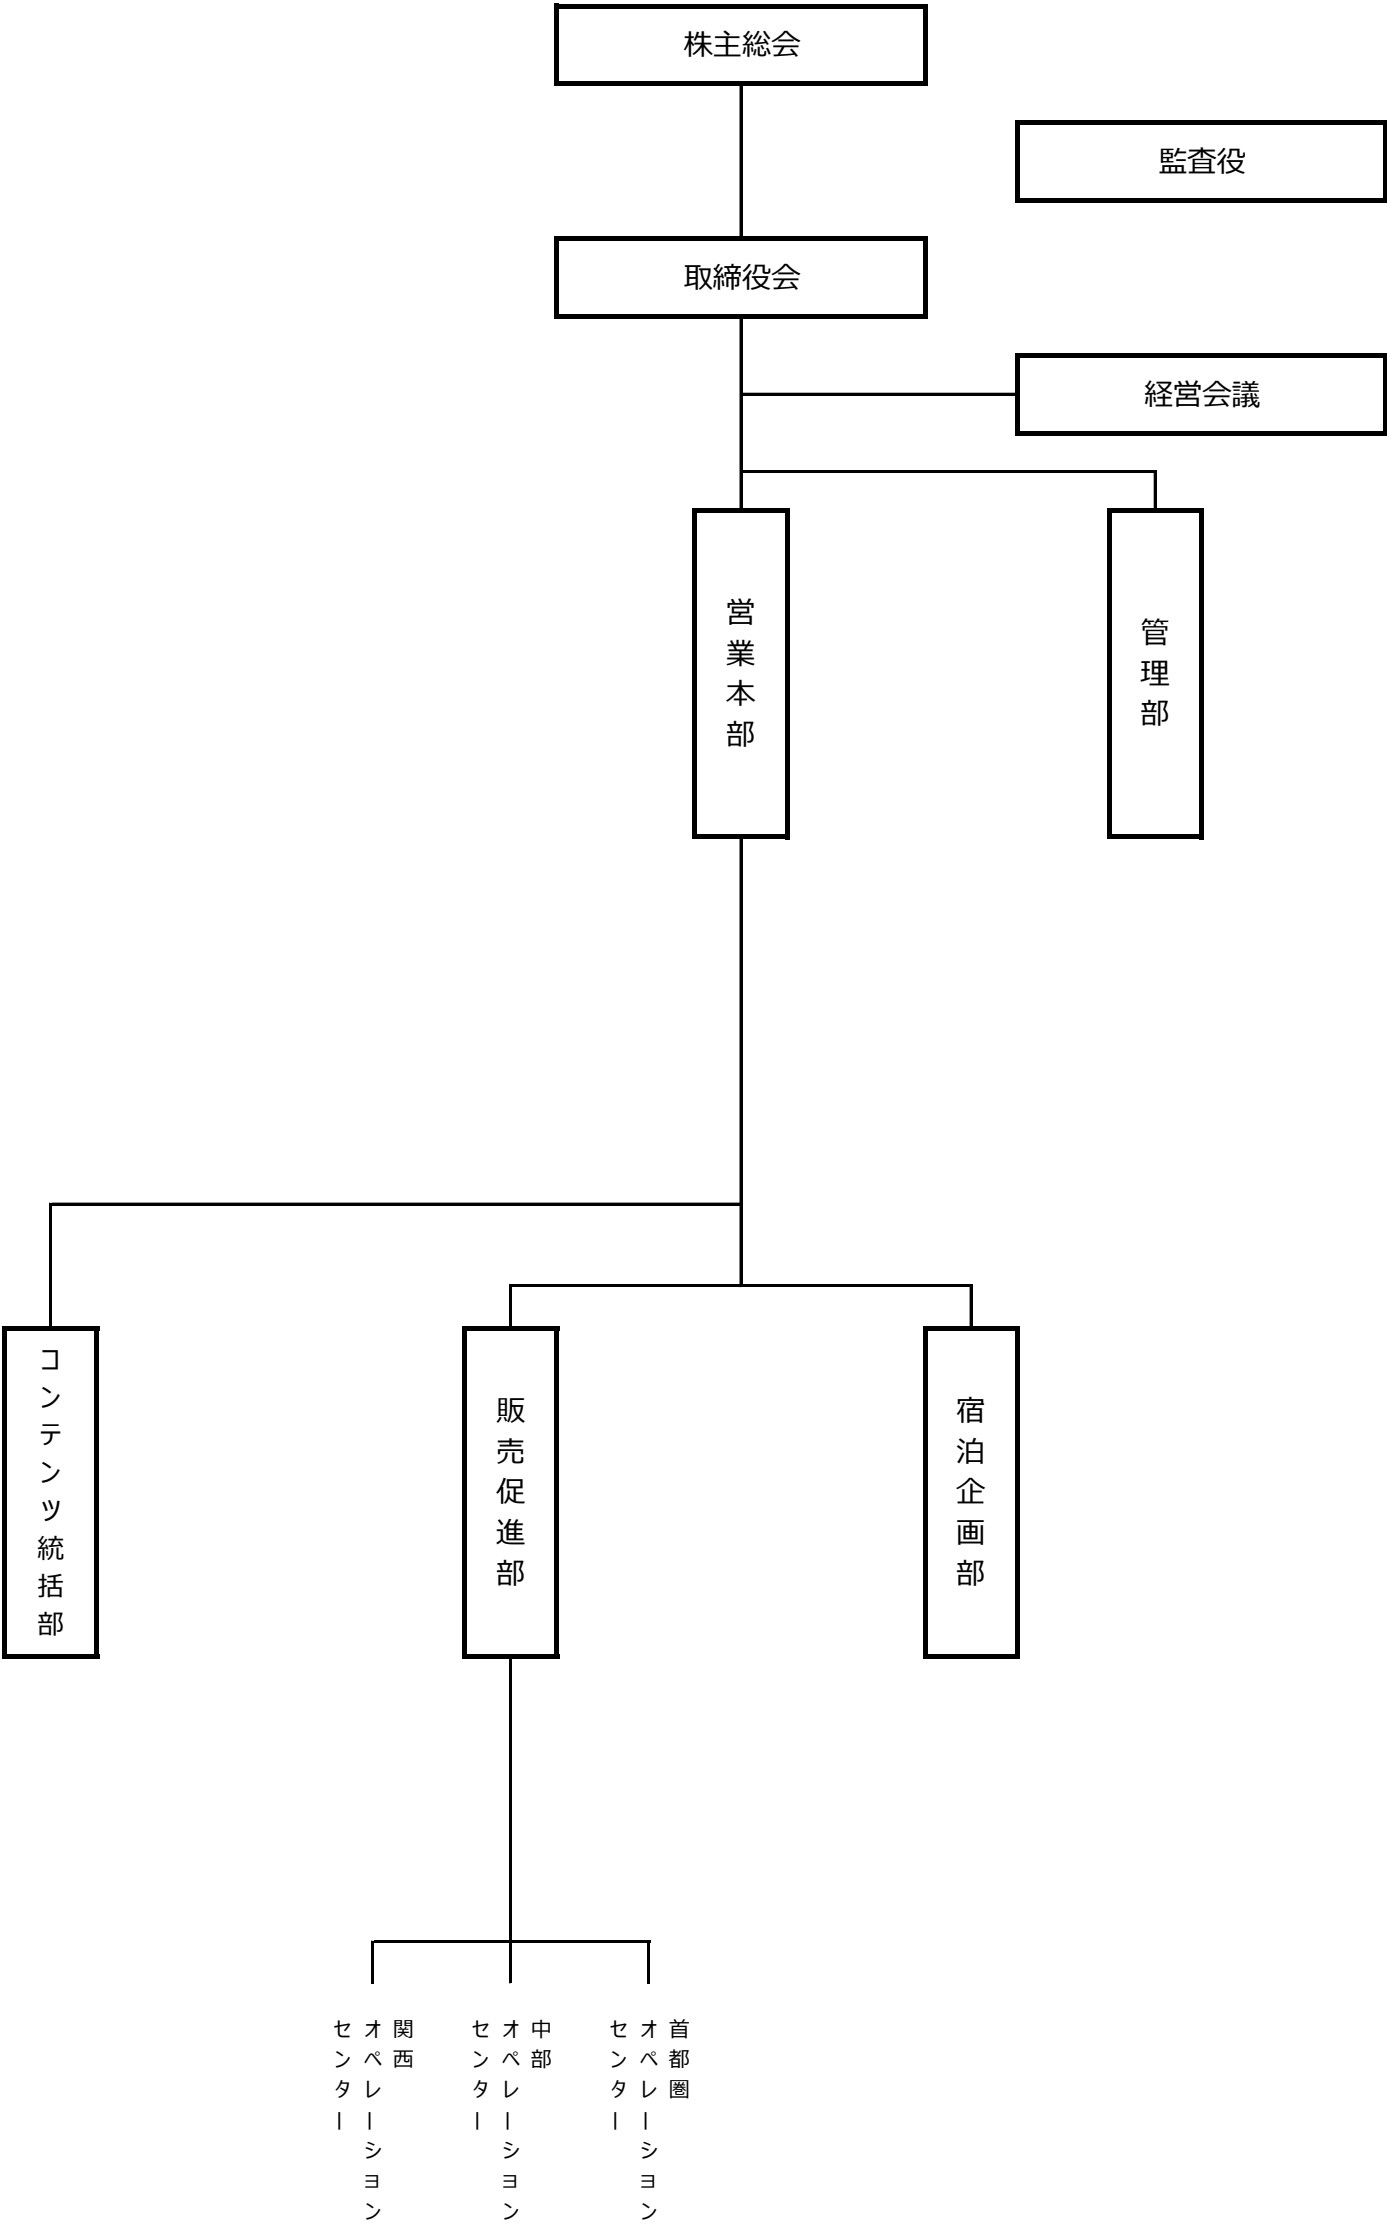 株主総会
監査役
取締役会
経営会議
営業本部
管理部
コンテンツ統括部
販売促進部
宿泊企画部
関西
オペレーション
センター
中部
オペレーション
センター
首都圏
オペレーション
センター